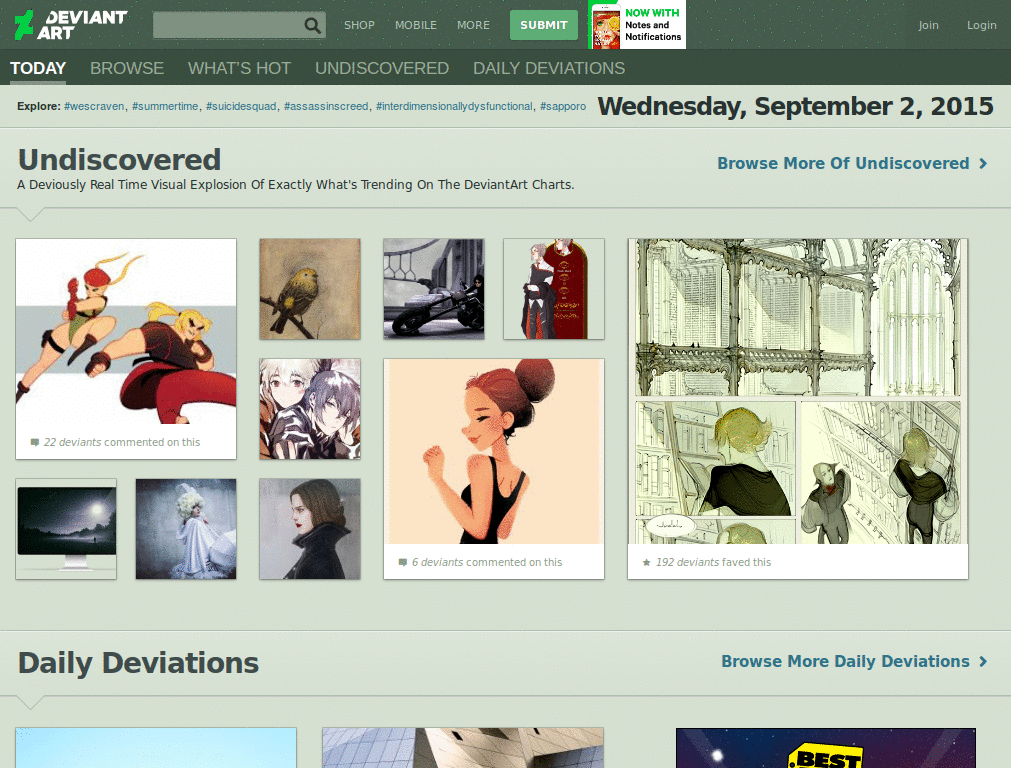 DEVIANT
ART
SHOP
MOBILE
MORE
SUBMIT
NOW WITH
Notes and
Notifications
Join
Login
TODAY
BROWSE
WHAT'S HOT
UNDISCOVERED
DAILY DEVIATIONS
Explore: #wescraven, #summertime, #suicidesquad, #assassinscreed, #interdimensionallydysfunctional, #sapporo
Wednesday, September 2, 2015
Undiscovered
A Deviously Real Time Visual Explosion Of Exactly What's Trending On The DeviantArt Charts.
Browse More Of Undiscovered
22 deviants commented on this
6 deviants commented on this
192 deviants faved this
Daily Deviations
Browse More Daily Deviations
BEST